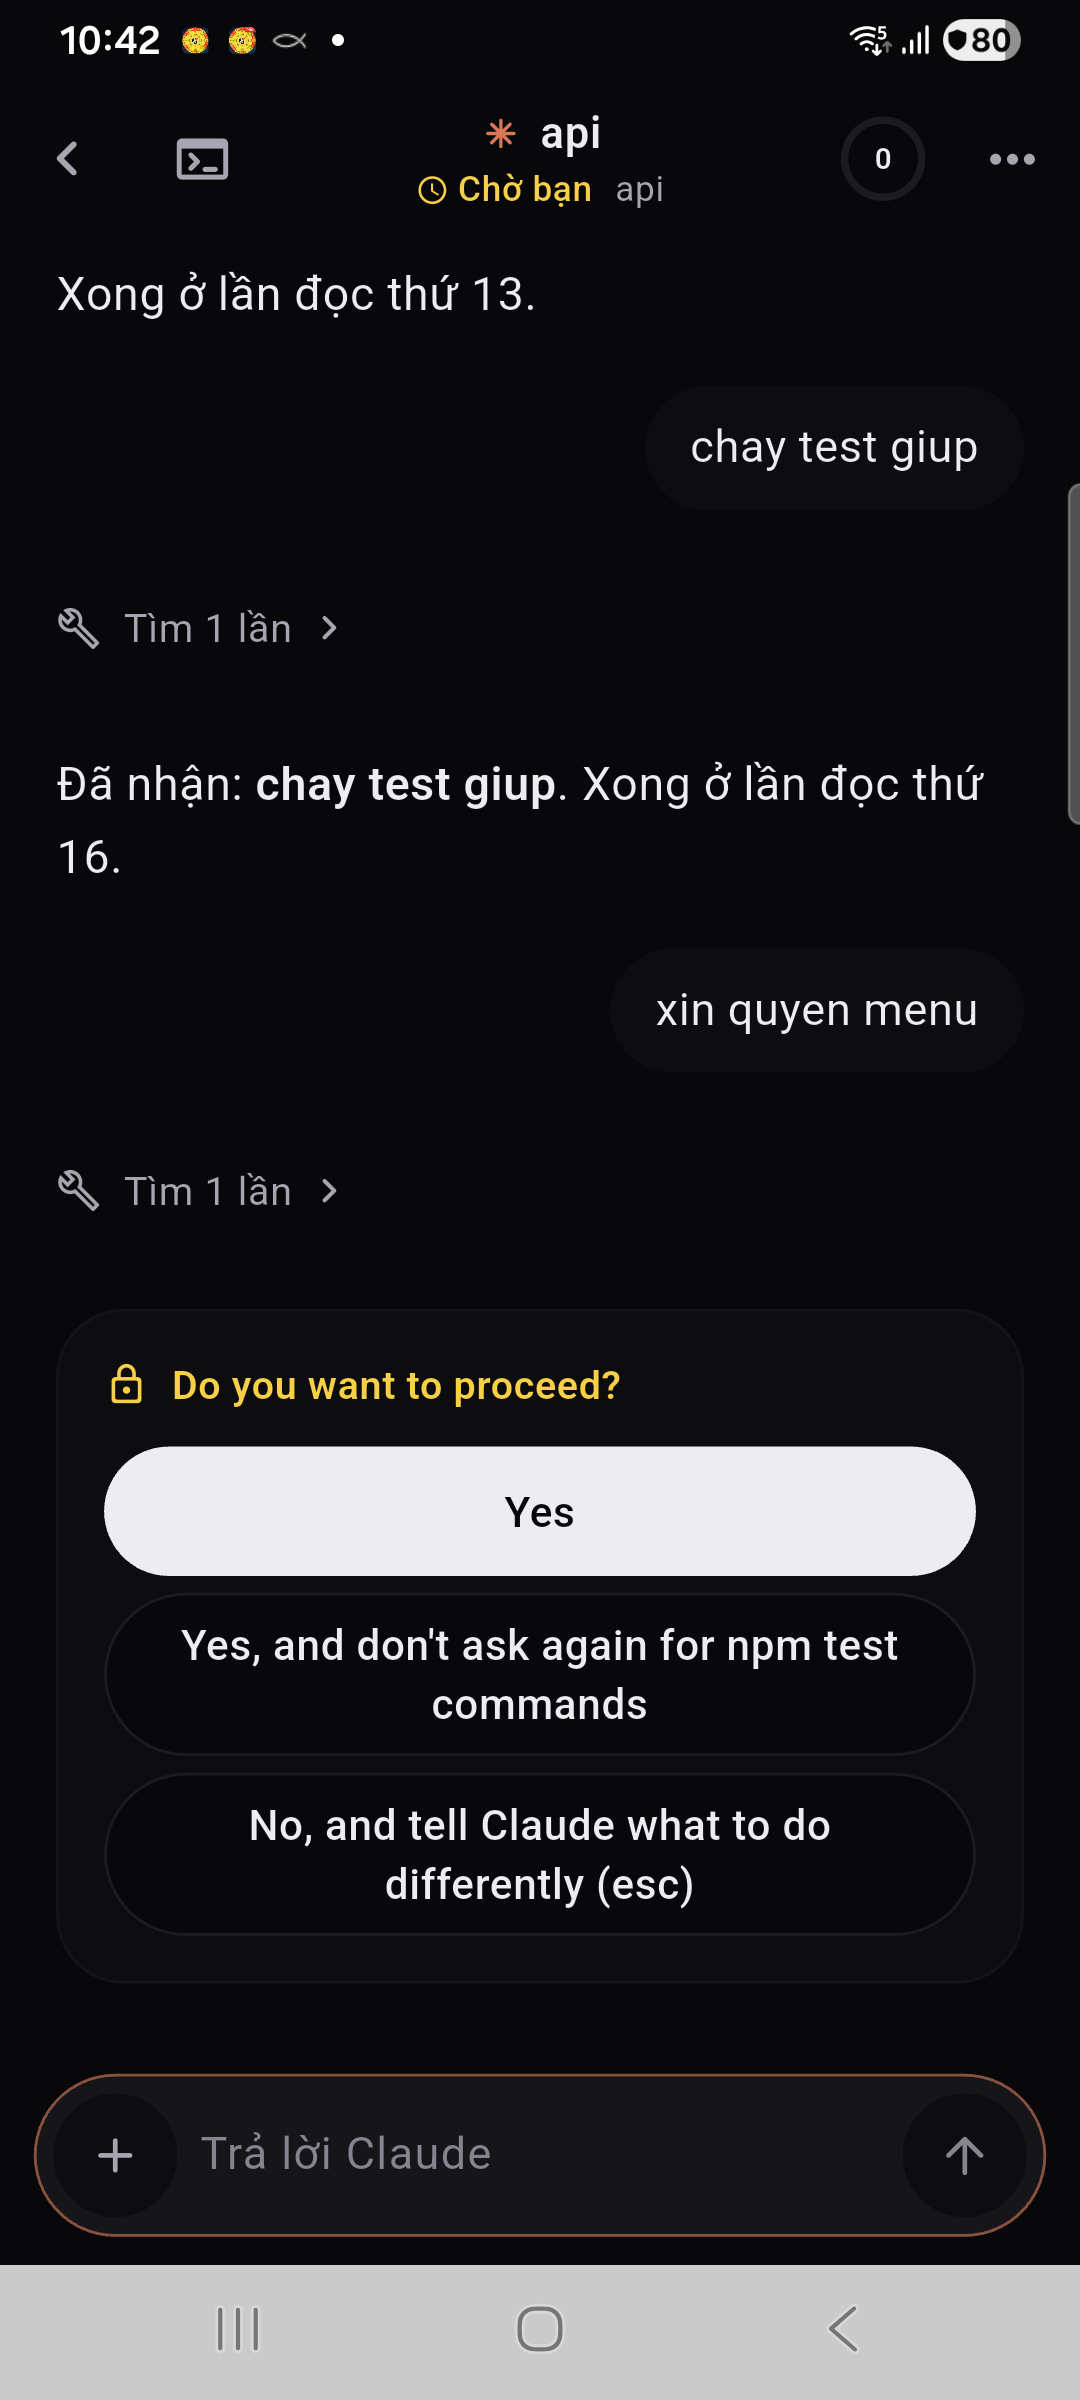 10:42
5
80
api
Chờ bạn api
0
Xong ở lần đọc thứ 13.
chay test giup
Tìm 1 lần
Đã nhận: chay test giup. Xong ở lần đọc thứ
16.
xin quyen menu
Tìm 1 lần
Do you want to proceed?
Yes
Yes, and don't ask again for npm test
commands
No, and tell Claude what to do
differently (esc)
Trả lời Claude